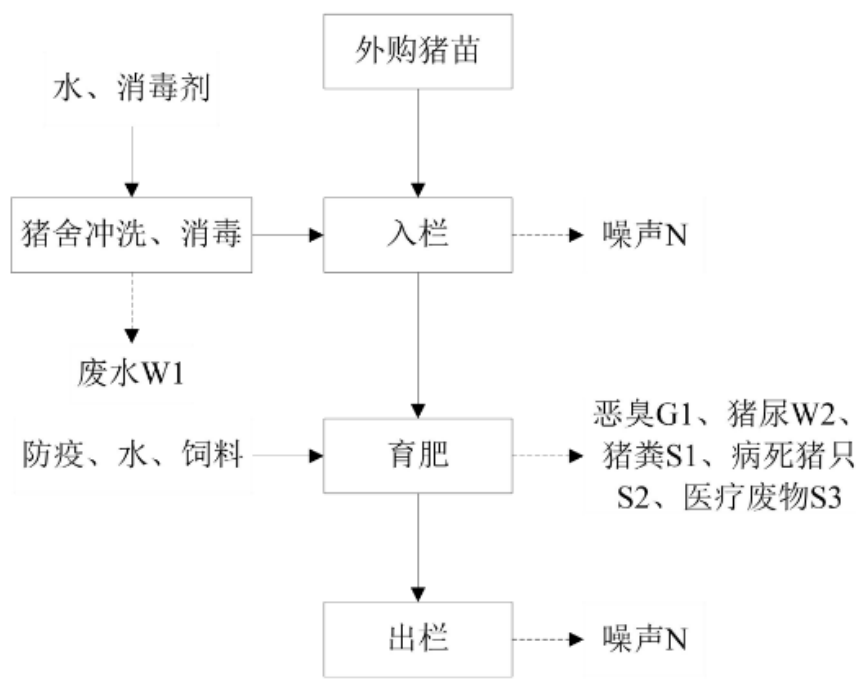 外购猪苗
水、消毒剂
猪舍冲洗、消毒
入栏
噪声N
废水W1
防疫、水、饲料
育肥
恶臭G1、猪尿W2、
猪粪S1、病死猪只
S2、医疗废物S3
出栏
噪声N